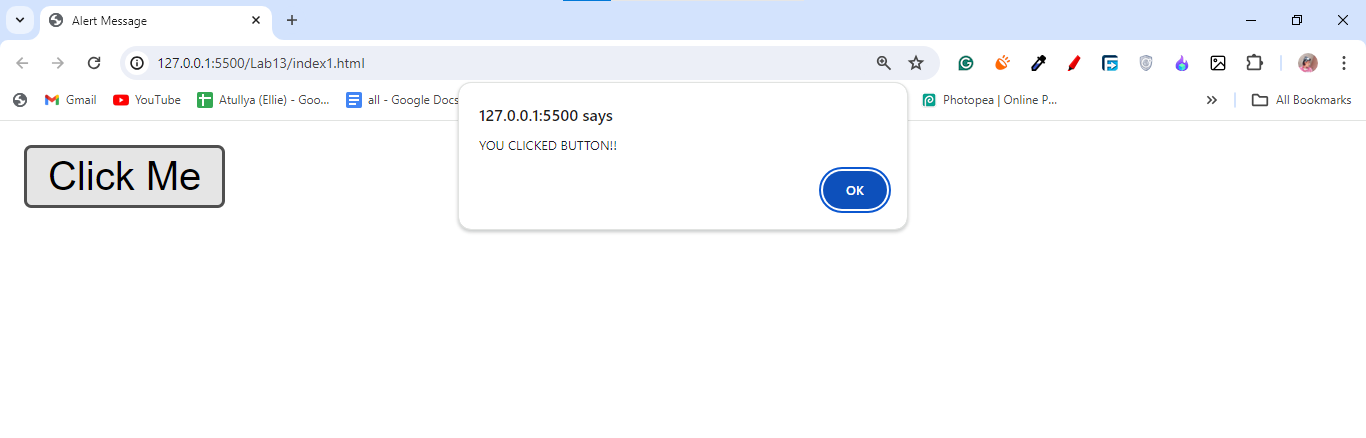 Alert Message
127.0.0.1:5500/Lab13/index1.html
Gmail YouTube Atullya (Ellie) - Goo... all - Google Docs Photopea | Online P... All Bookmarks
127.0.0.1:5500 says
YOU CLICKED BUTTON!!
OK
Click Me